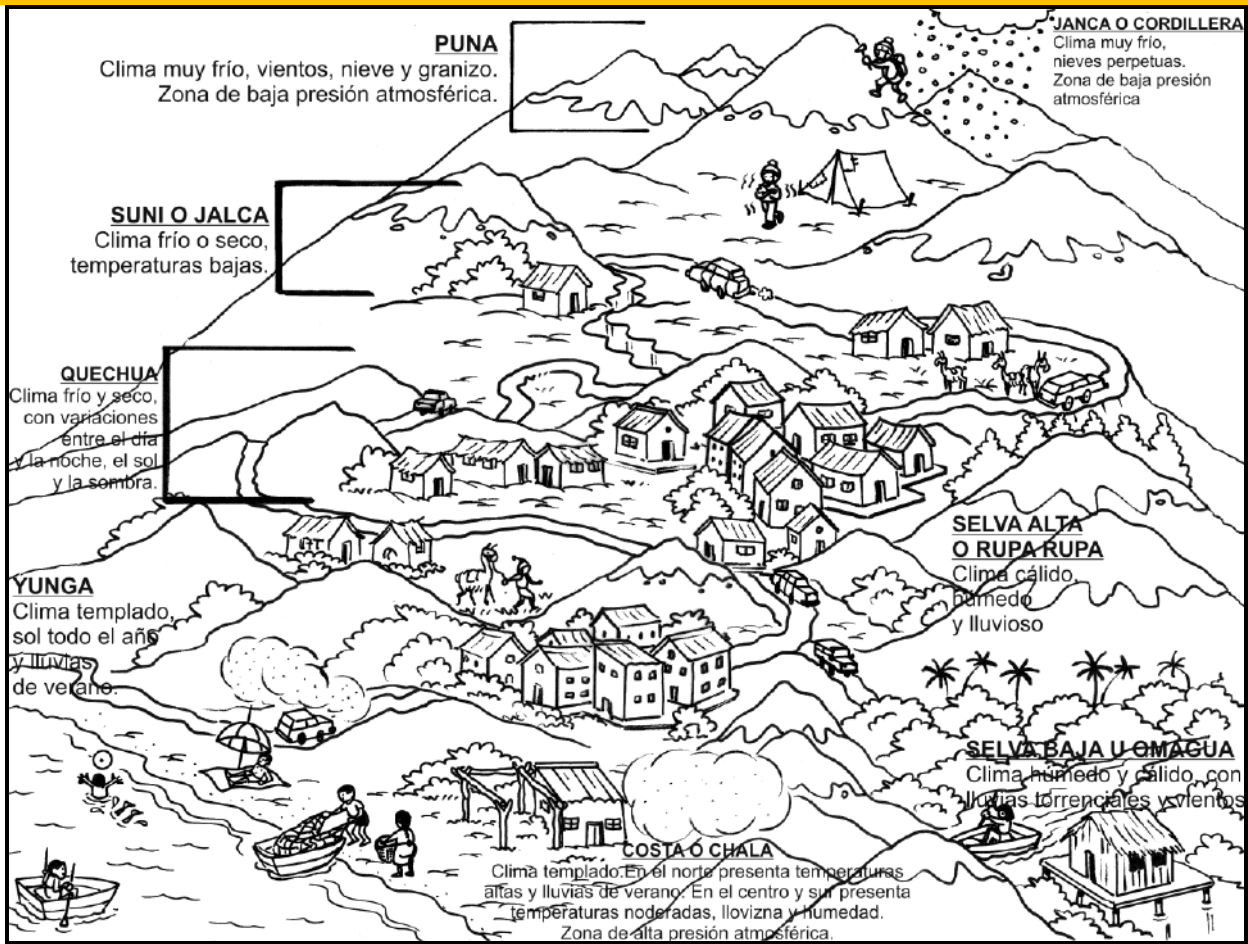 PUNA
Clima muy frío, vientos, nieve y granizo.
Zona de baja presión atmosférica.
JANCA O CORDILLERA
Clima muy frío,
nieves perpetuas.
Zona de baja presión
atmosférica
SUNI O JALCA
Clima frío o seco,
temperaturas bajas.
QUECHUA
Clima frío y seco,
con variaciones
entre el día
y la noche, el sol
y la sombra.
SELVA ALTA
O RUPA RUPA
Clima cálido,
húmedo
y lluvioso
YUNGA
Clima templado,
sol todo el año
y lluvias
de verano.
SELVA BAJA U OMAGUA
Clima húmedo y cálido, con
lluvias torrenciales y vientos
COSTA O CHALA
Clima templado. En el norte presenta temperaturas
altas y lluvias de verano. En el centro y sur presenta
temperaturas noderadas, llovizna y humedad.
Zona de alta presión atmosférica.